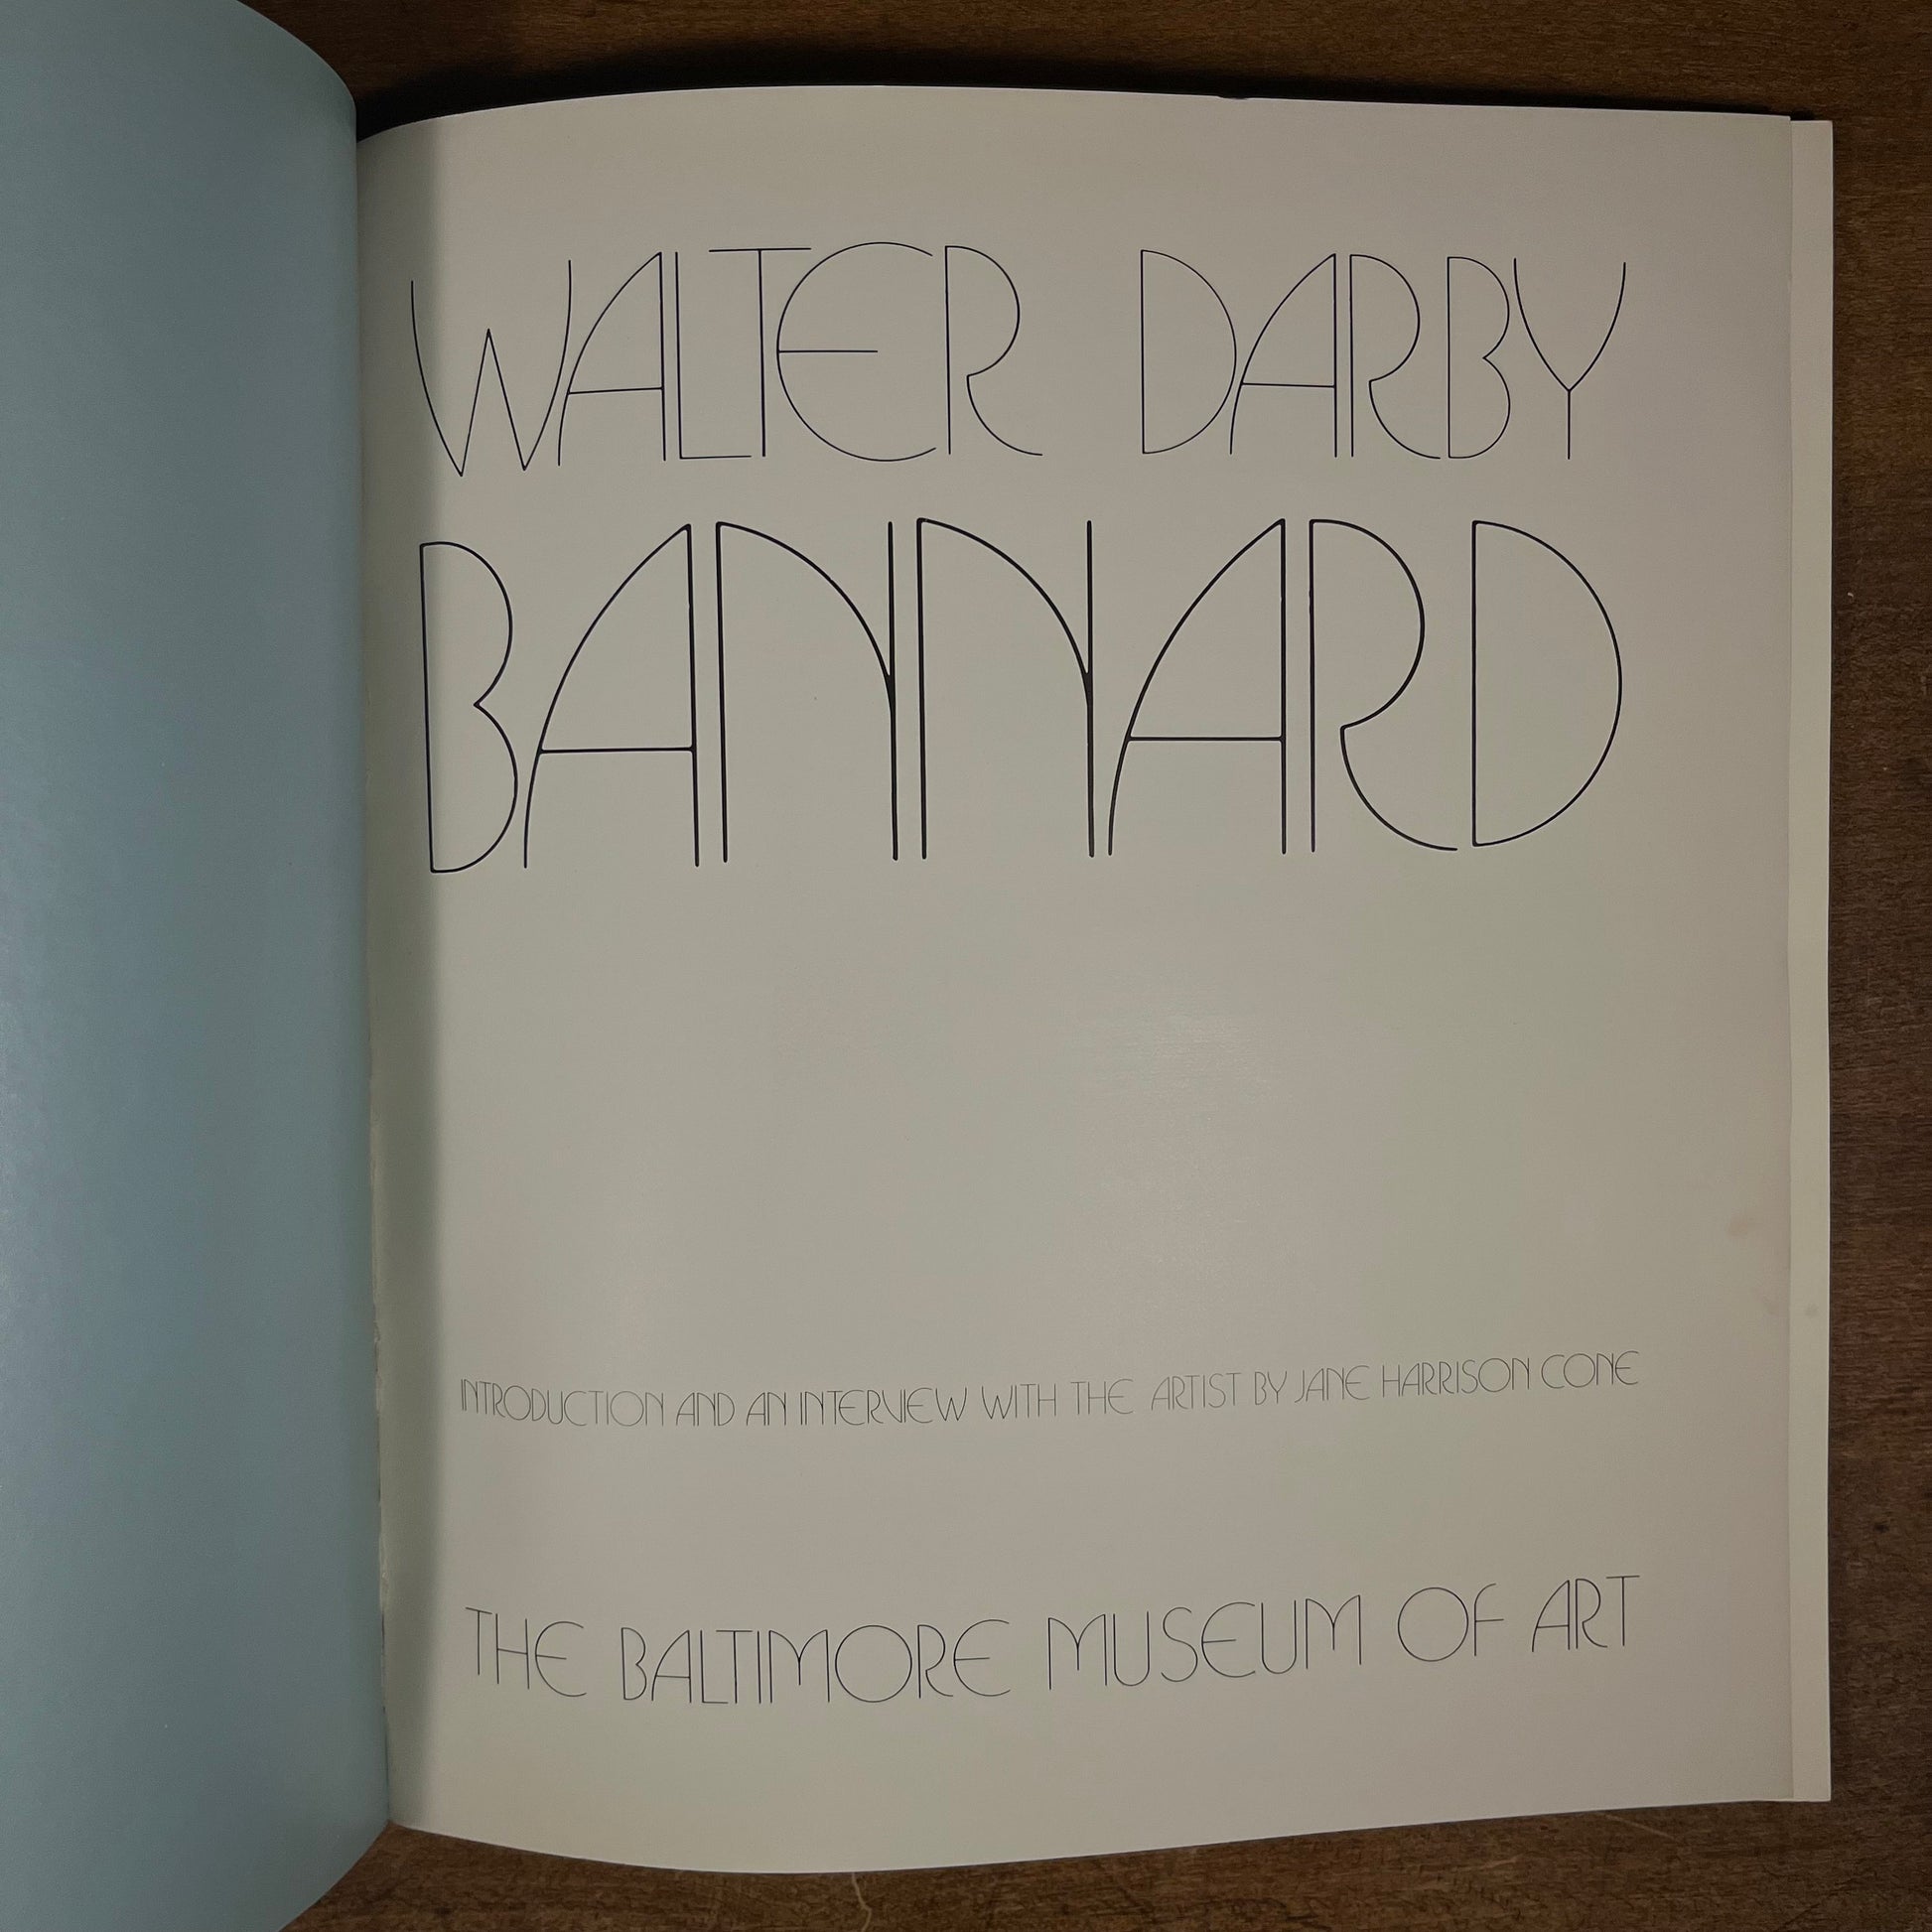 WALTER DARBY
BANNARD
INTRODUCTION AND AN INTERVIEW WITH THE ARTIST BY JANE HARRISON CONE
THE BALTIMORE MUSEUM OF ART